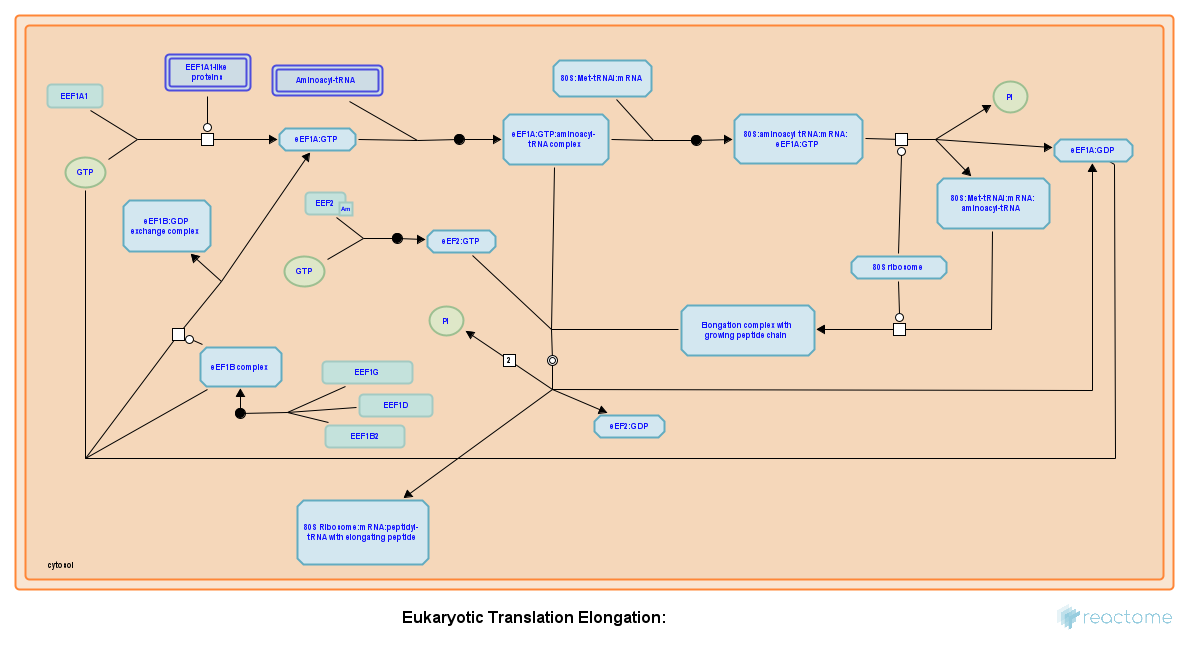 EEF1A1-like
proteins
EEF1A1
Aminoacyl-tRNA
80S:Met-tRNAi:mRNA
Pi
eEF1A:GTP
eEF1A:GTP:aminoacyl-
tRNA complex
80S:aminoacyl tRNA:mRNA:
eEF1A:GTP
eEF1A:GDP
GTP
80S:Met-tRNAi:mRNA:
aminoacyl-tRNA
EEF2
Am
eEF1B:GDP
exchange complex
eEF2:GTP
GTP
80S ribosome
Pi
Elongation complex with
growing peptide chain
2
eEF1B complex
EEF1G
EEF1D
EEF1B2
eEF2:GDP
80S Ribosome:mRNA:peptidyl-
tRNA with elongating peptide
cytosol
Eukaryotic Translation Elongation:
reactome